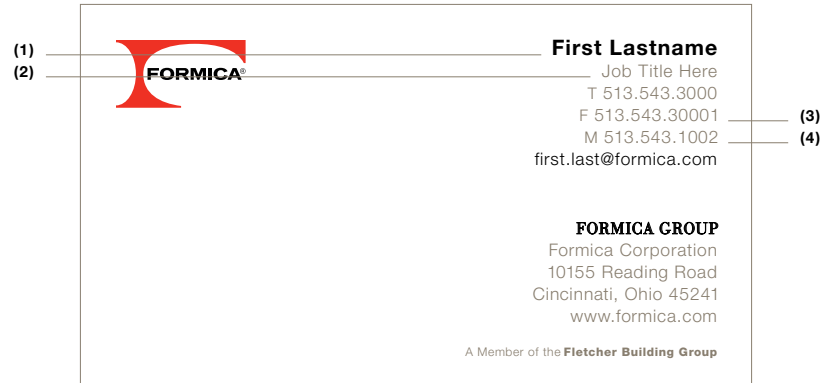 (1)
(2)
FORMICA®
First Lastname
Job Title Here
T 513.543.3000
F 513.543.30001
(3)
M 513.543.1002
(4)
first.last@formica.com
FORMICA GROUP
Formica Corporation
10155 Reading Road
Cincinnati, Ohio 45241
www.formica.com
A Member of the Fletcher Building Group